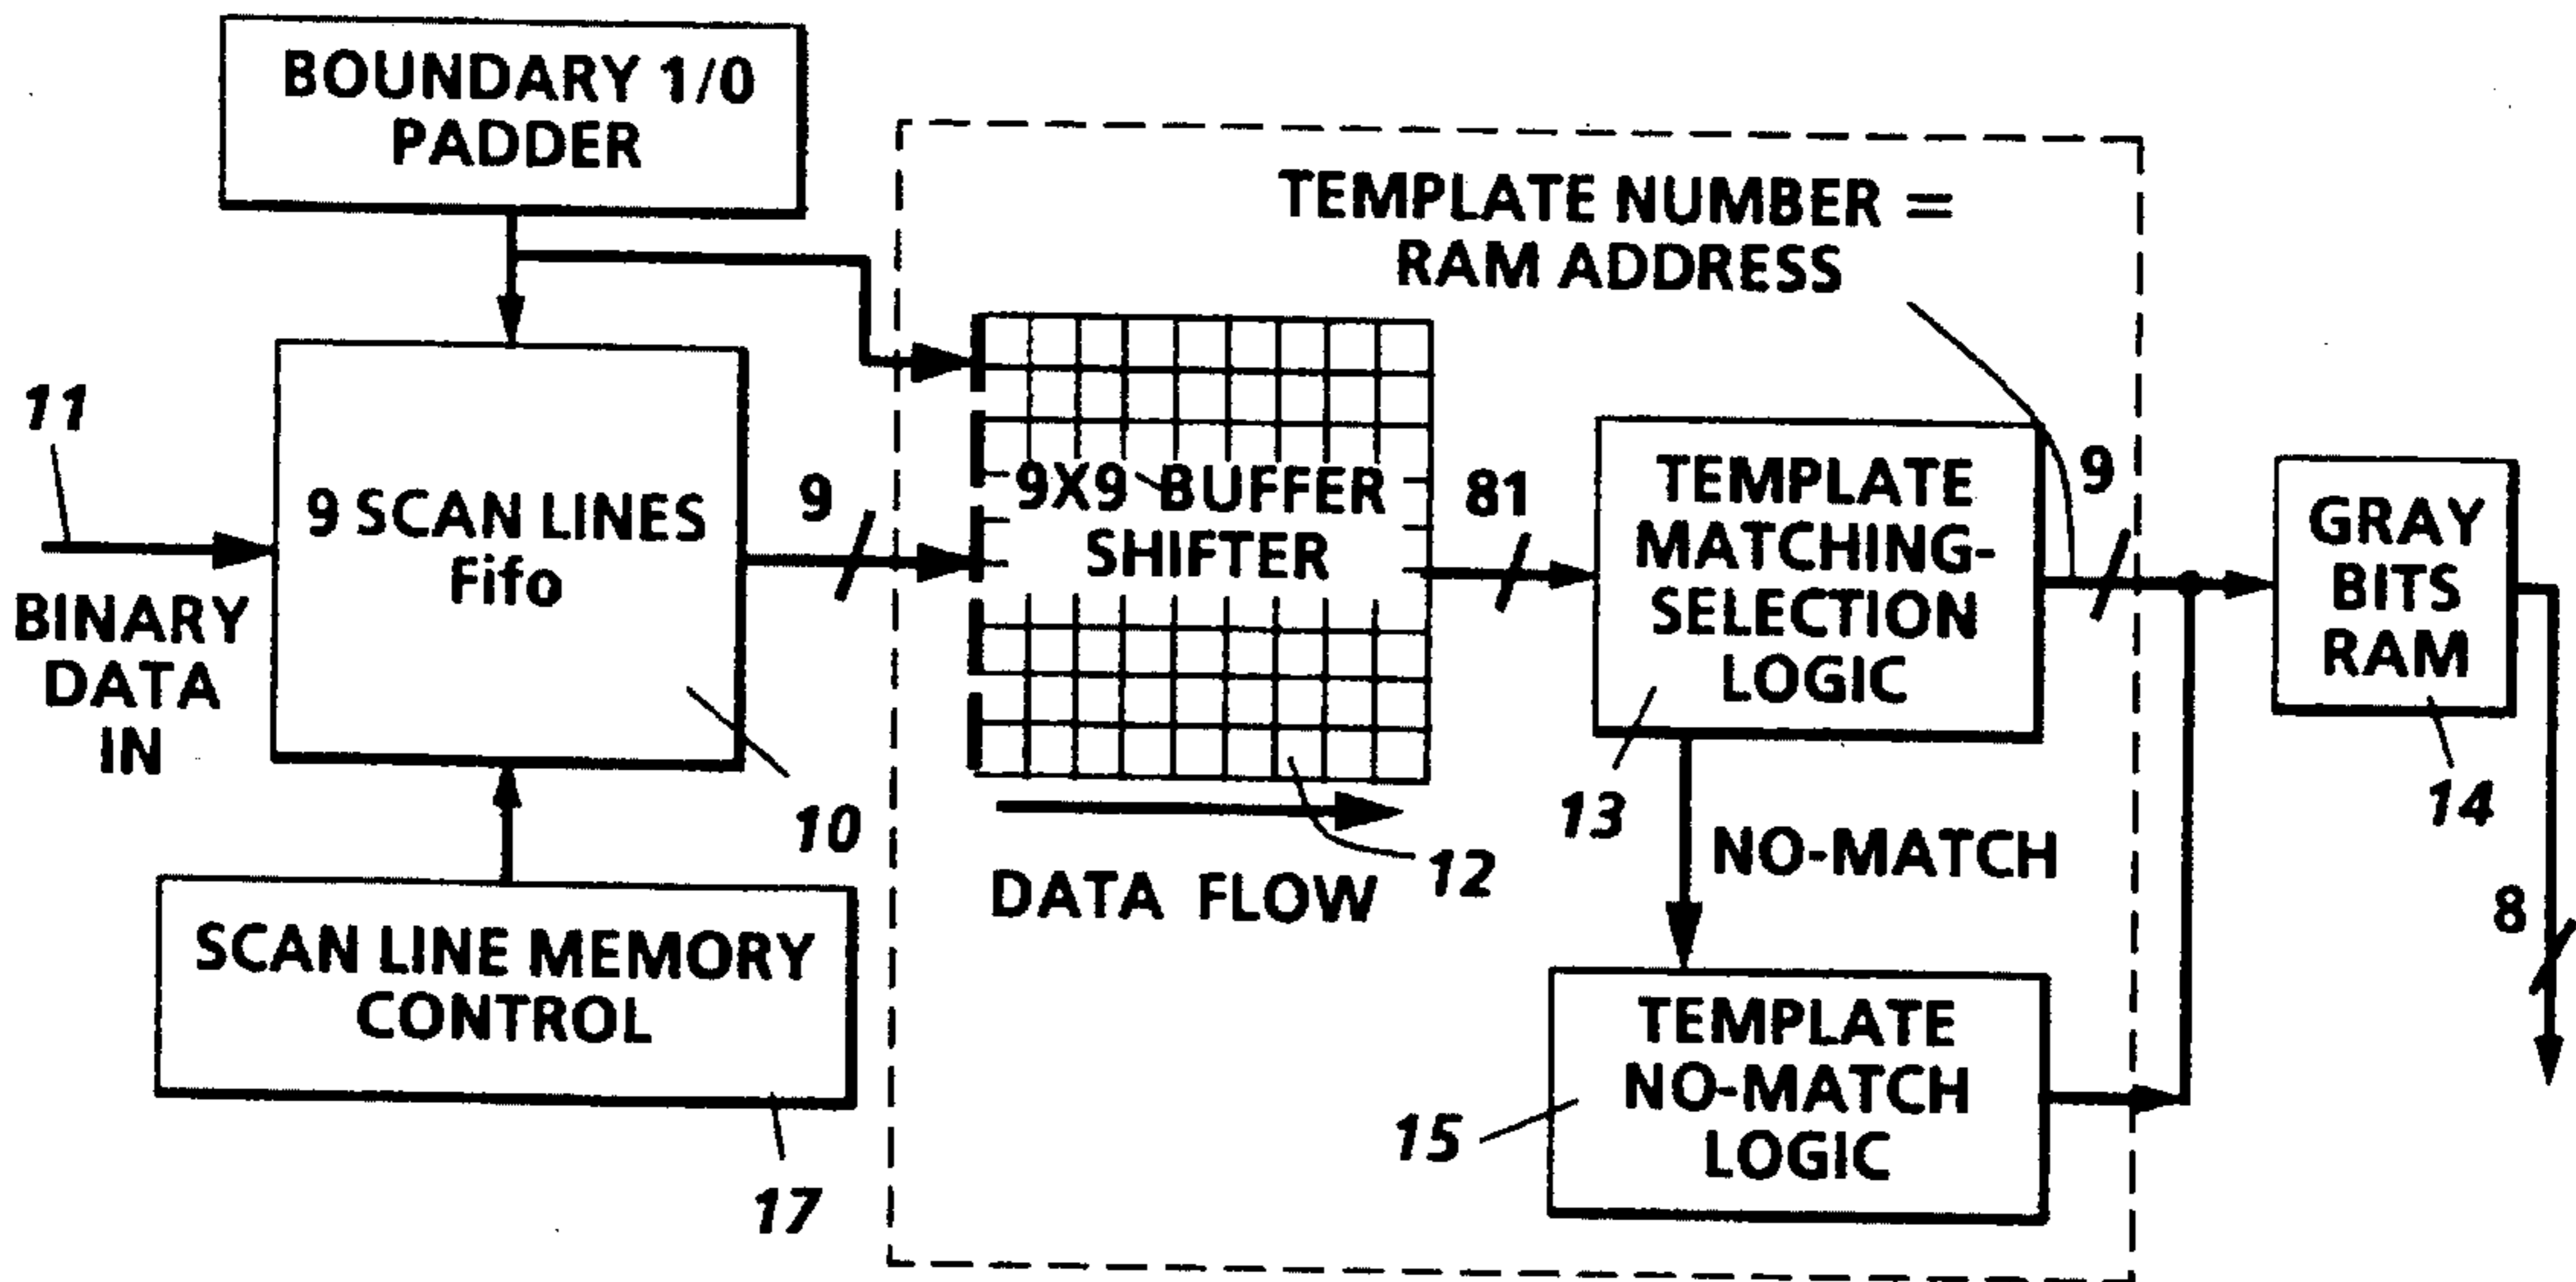 BOUNDARY 1/0
PADDER
TEMPLATE NUMBER =
RAM ADDRESS
11
BINARY
DATA
IN
9 SCAN LINES
Fifo
10
9
9X9 BUFFER
SHIFTER
81
12
DATA FLOW
TEMPLATE
MATCHING-
SELECTION
LOGIC
13
9
GRAY
BITS
RAM
14
8
NO-MATCH
SCAN LINE MEMORY
CONTROL
17
TEMPLATE
NO-MATCH
LOGIC
15